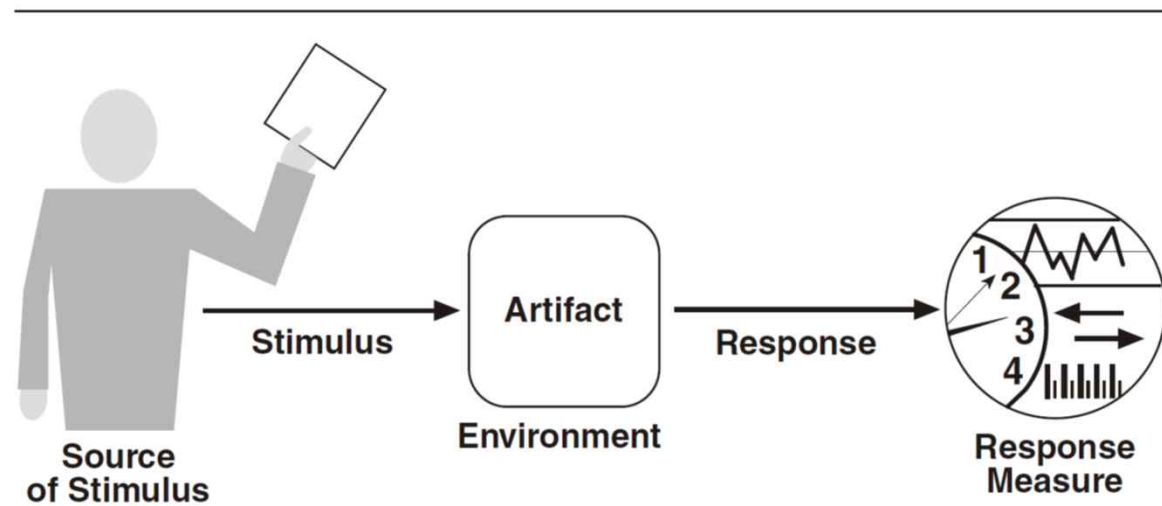 Source
of Stimulus
Stimulus
Artifact
Environment
Response
1
2
3
4
Response
Measure